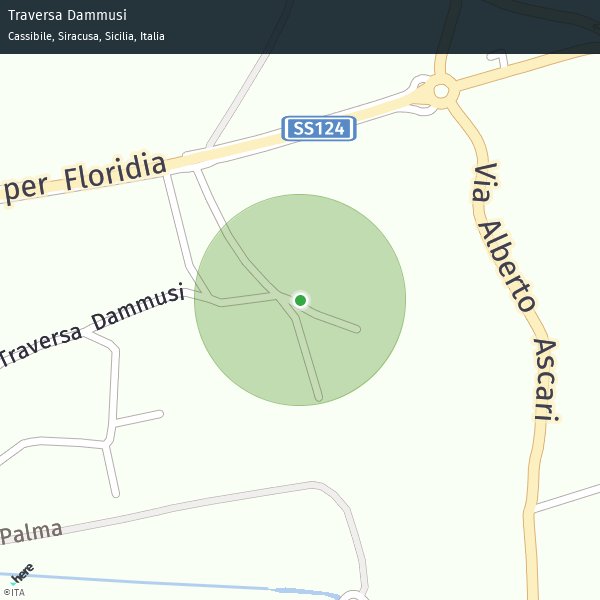 Traversa Dammusi
Cassibile, Siracusa, Sicilia, Italia
SS124
per Floridia
Via Alberto Ascari
Traversa Dammusi
Palma
here
©ITA